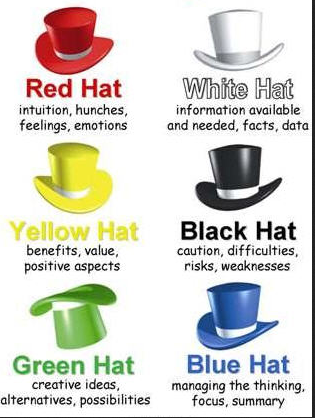 Red Hat
intuition, hunches,
feelings, emotions
White Hat
information available
and needed, facts, data
Yellow Hat
benefits, value,
positive aspects
Black Hat
caution, difficulties,
risks, weaknesses
Green Hat
creative ideas,
alternatives, possibilities
Blue Hat
managing the thinking,
focus, summary